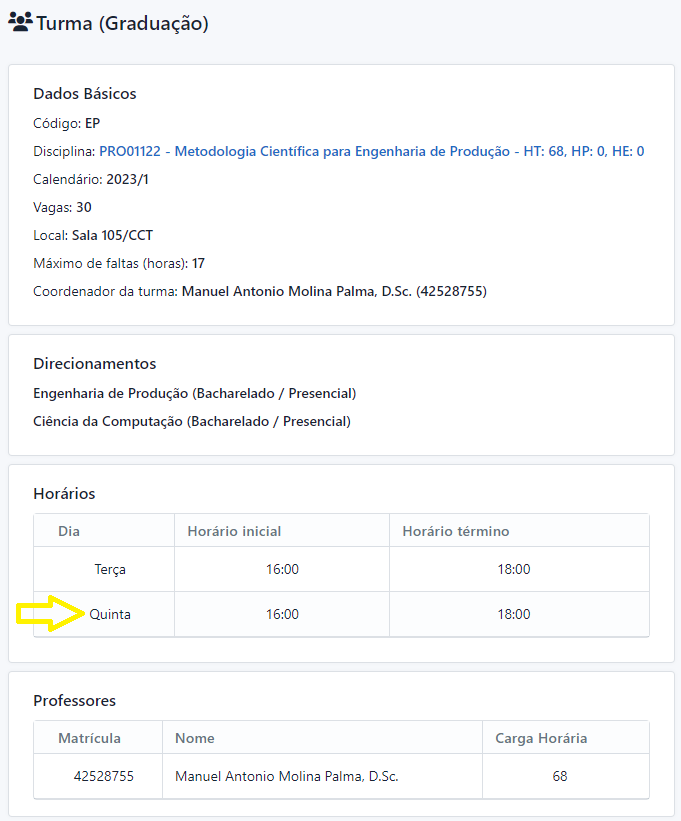 Turma (Graduação)
Dados Básicos
Código: EP
Disciplina: PRO01122 - Metodologia Científica para Engenharia de Produção - HT: 68, HP: 0, HE: 0
Calendário: 2023/1
Vagas: 30
Local: Sala 105/CCT
Máximo de faltas (horas): 17
Coordenador da turma: Manuel Antonio Molina Palma, D.Sc. (42528755)
Direcionamentos
Engenharia de Produção (Bacharelado / Presencial)
Ciência da Computação (Bacharelado / Presencial)
Horários
Dia Horário inicial Horário término
Terça 16:00 18:00
Quinta 16:00 18:00
Professores
Matrícula Nome Carga Horária
42528755 Manuel Antonio Molina Palma, D.Sc. 68